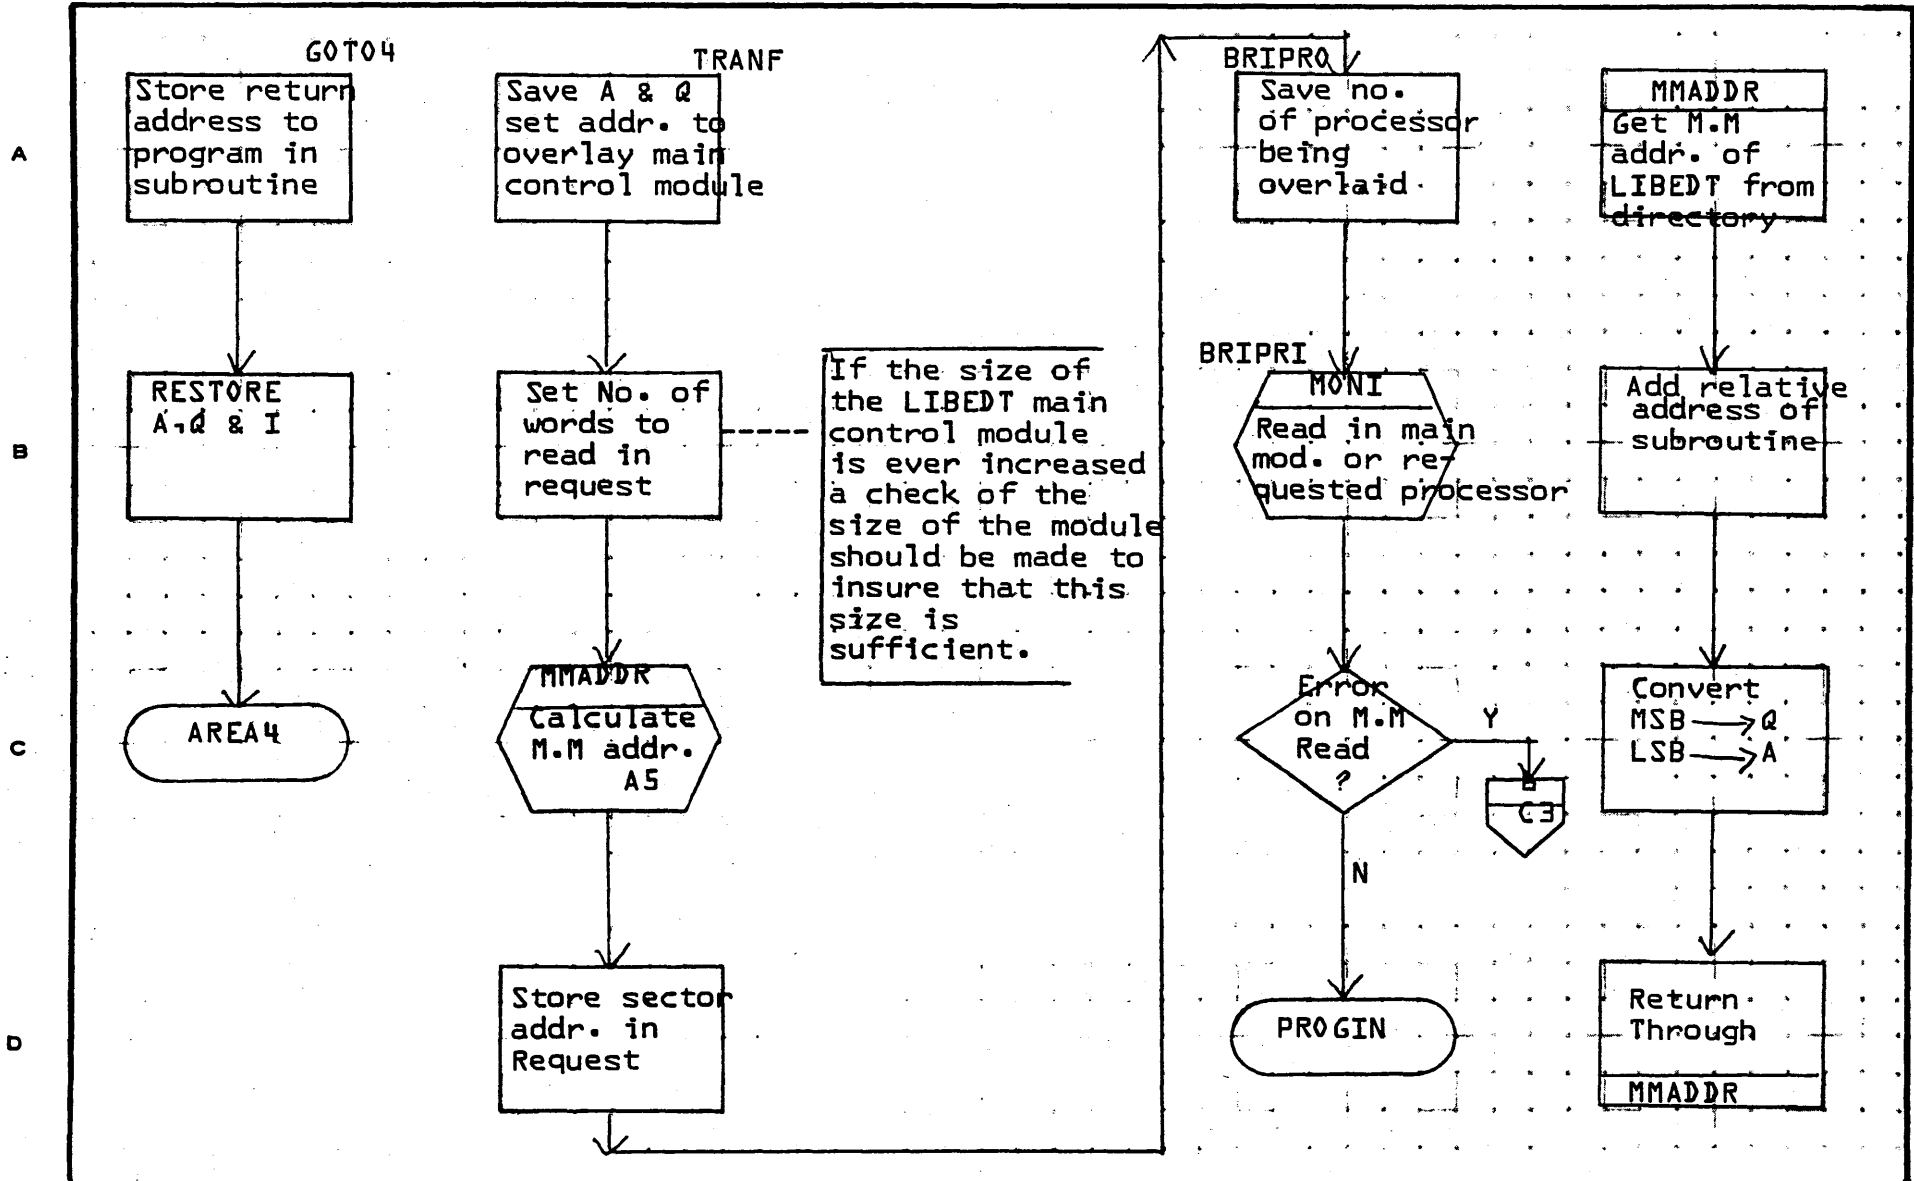 GOTO4
Store return
address to
program in
subroutine
RESTORE
A,Q & I
AREA4
TRANF
Save A & Q
set addr. to
overlay main
control module
Set No. of
words to
read in
request
If the size of
the LIBEDT main
control module
is ever increased
a check of the
size of the module
should be made to
insure that this
size is
sufficient.
MMADDR
Calculate
M.M addr.
A5
Store sector
addr. in
Request
BRIPRO
Save no.
of processor
being
overlaid
BRIPRI
MONI
Read in main
mod. or re-
quested processor
Error
on M.M
Read
?
Y
C3
N
PROGIN
MMADDR
Get M.M
addr. of
LIBEDT from
directory
Add relative
address of
subroutine
Convert
MSB → Q
LSB → A
Return
Through
MMADDR
A
B
C
D